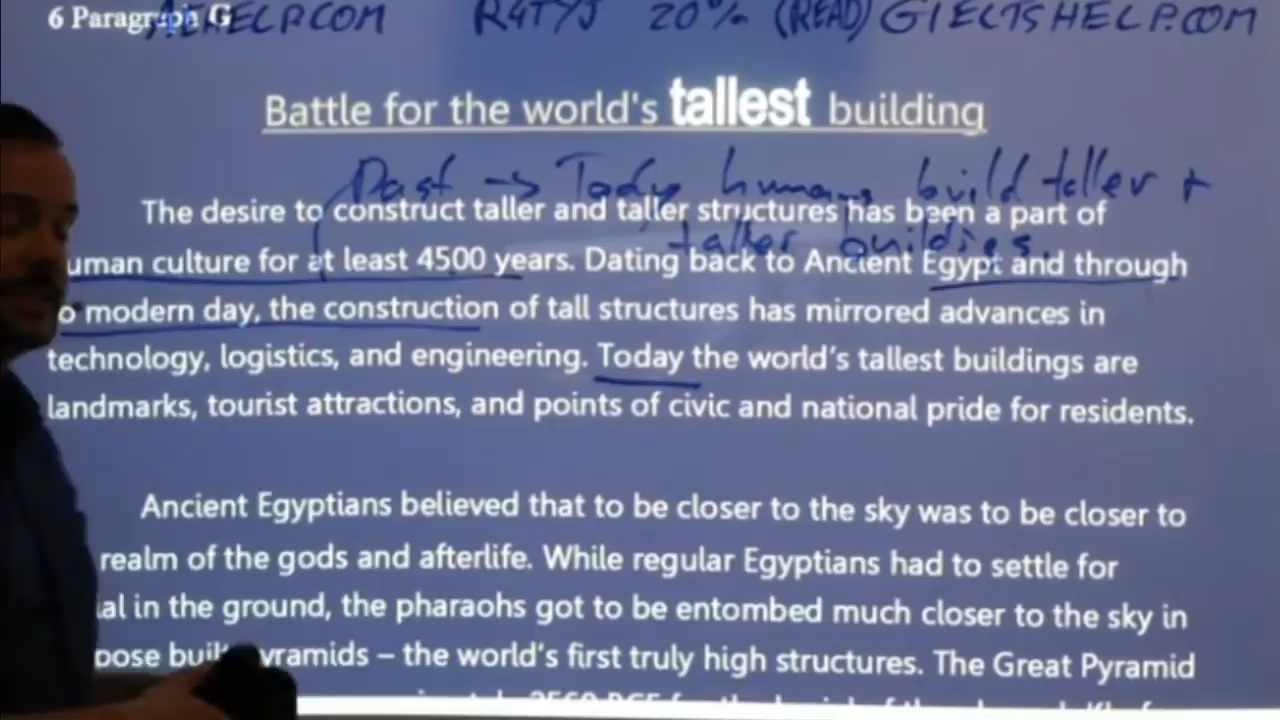 6 Paragraph G
AEHELP.COM R4TYJ 20% (READ) GIELTSHELP.COM
Battle for the world's tallest building
Past -> Today humans build taller +
taller buildings.
The desire to construct taller and taller structures has been a part of
uman culture for at least 4500 years. Dating back to Ancient Egypt and through
o modern day, the construction of tall structures has mirrored advances in
technology, logistics, and engineering. Today the world's tallest buildings are
landmarks, tourist attractions, and points of civic and national pride for residents.
Ancient Egyptians believed that to be closer to the sky was to be closer to
realm of the gods and afterlife. While regular Egyptians had to settle for
ial in the ground, the pharaohs got to be entombed much closer to the sky in
pose built pyramids – the world's first truly high structures. The Great Pyramid